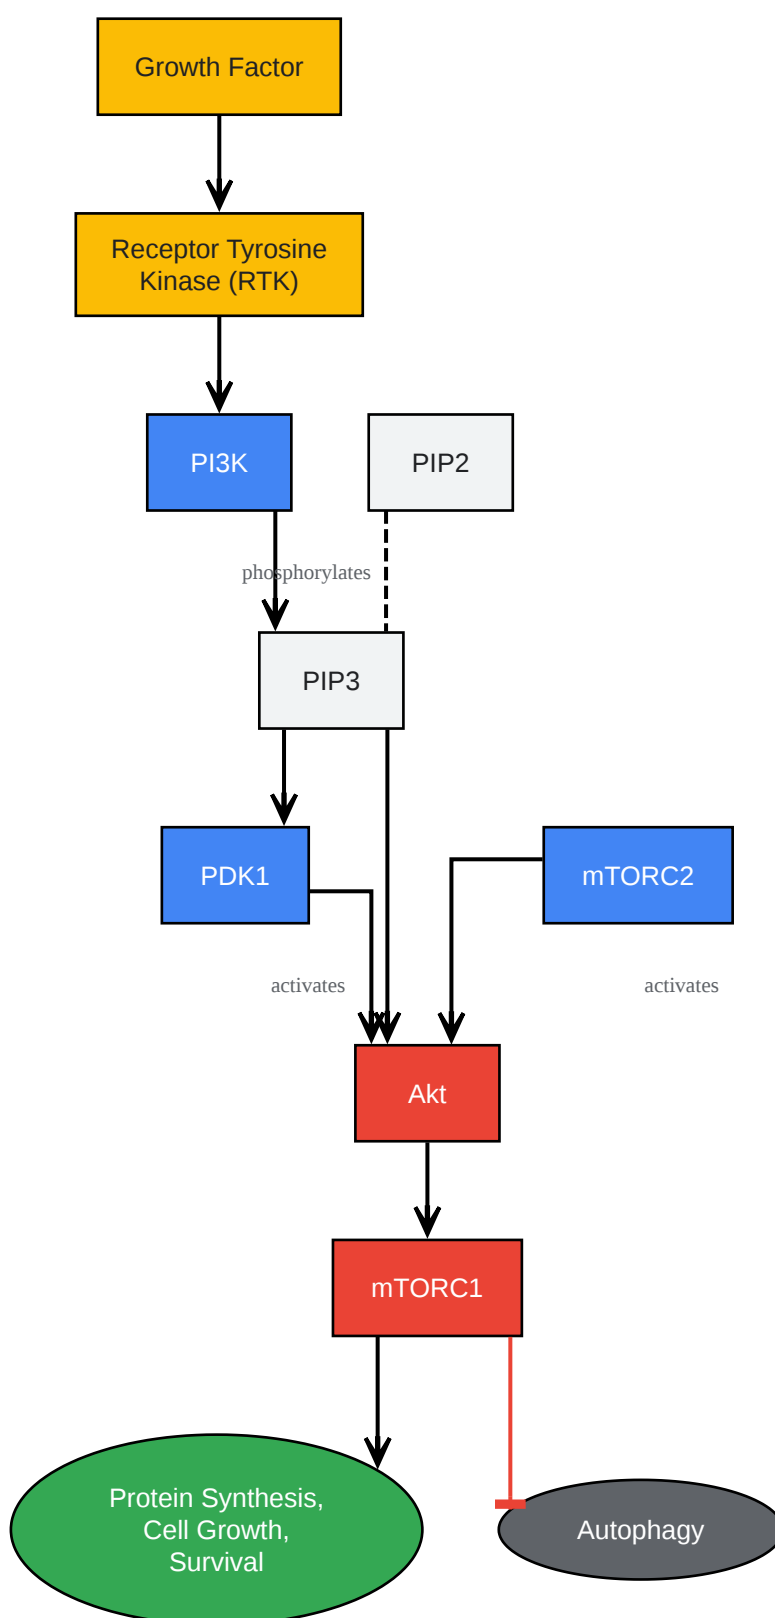 Growth Factor
Receptor Tyrosine
Kinase (RTK)
PI3K
PIP2
phosphorylates
PIP3
PDK1
mTORC2
activates
activates
Akt
mTORC1
Protein Synthesis,
Cell Growth,
Survival
Autophagy